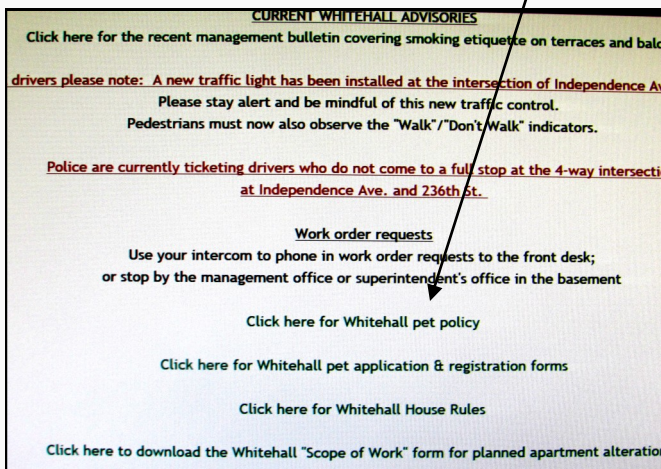 CURRENT WHITEHALL ADVISORIES
Click here for the recent management bulletin covering smoking etiquette on terraces and balc
drivers please note: A new traffic light has been installed at the intersection of Independence Av
Please stay alert and be mindful of this new traffic control.
Pedestrians must now also observe the "Walk"/"Don't Walk" indicators.
Police are currently ticketing drivers who do not come to a full stop at the 4-way intersecti
at Independence Ave. and 236th St.
Work order requests
Use your intercom to phone in work order requests to the front desk;
or stop by the management office or superintendent's office in the basement
Click here for Whitehall pet policy
Click here for Whitehall pet application & registration forms
Click here for Whitehall House Rules
Click here to download the Whitehall "Scope of Work" form for planned apartment alteratio